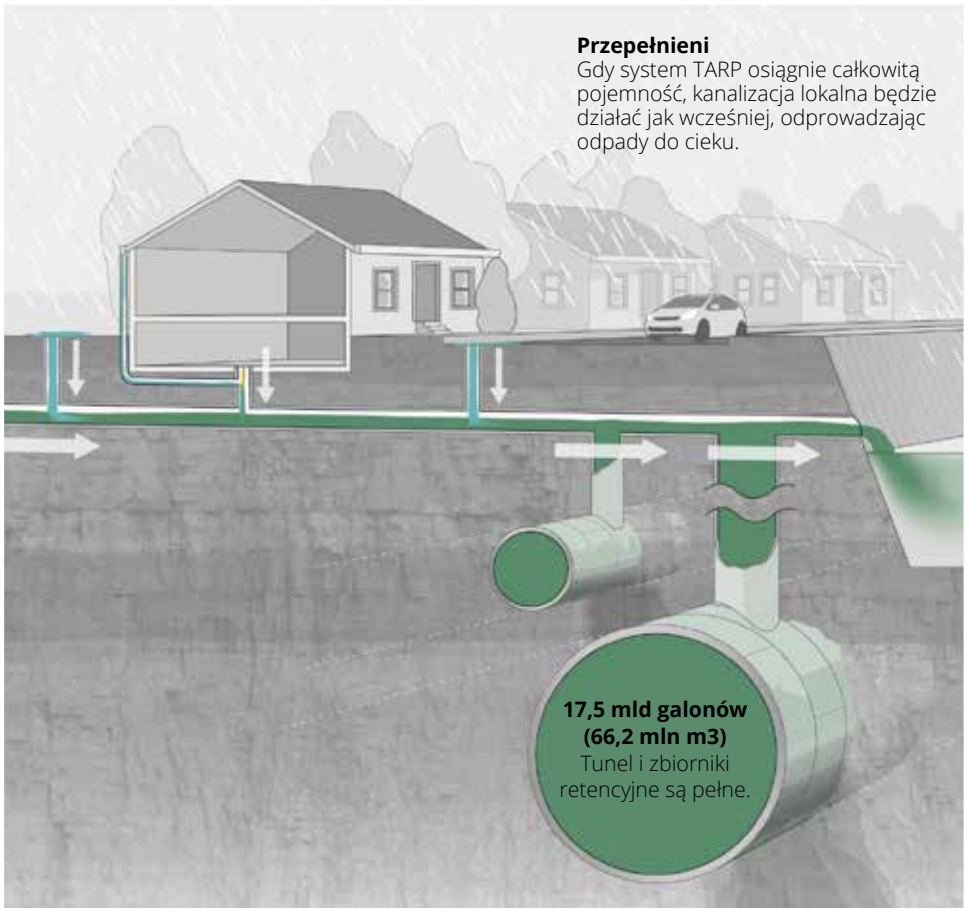 Przepełnieni
Gdy system TARP osiągnie całkowitą
pojemność, kanalizacja lokalna będzie
działać jak wcześniej, odprowadzając
odpady do cieku.
17,5 mld galonów
(66,2 mln m3)
Tunel i zbiorniki
retencyjne są pełne.